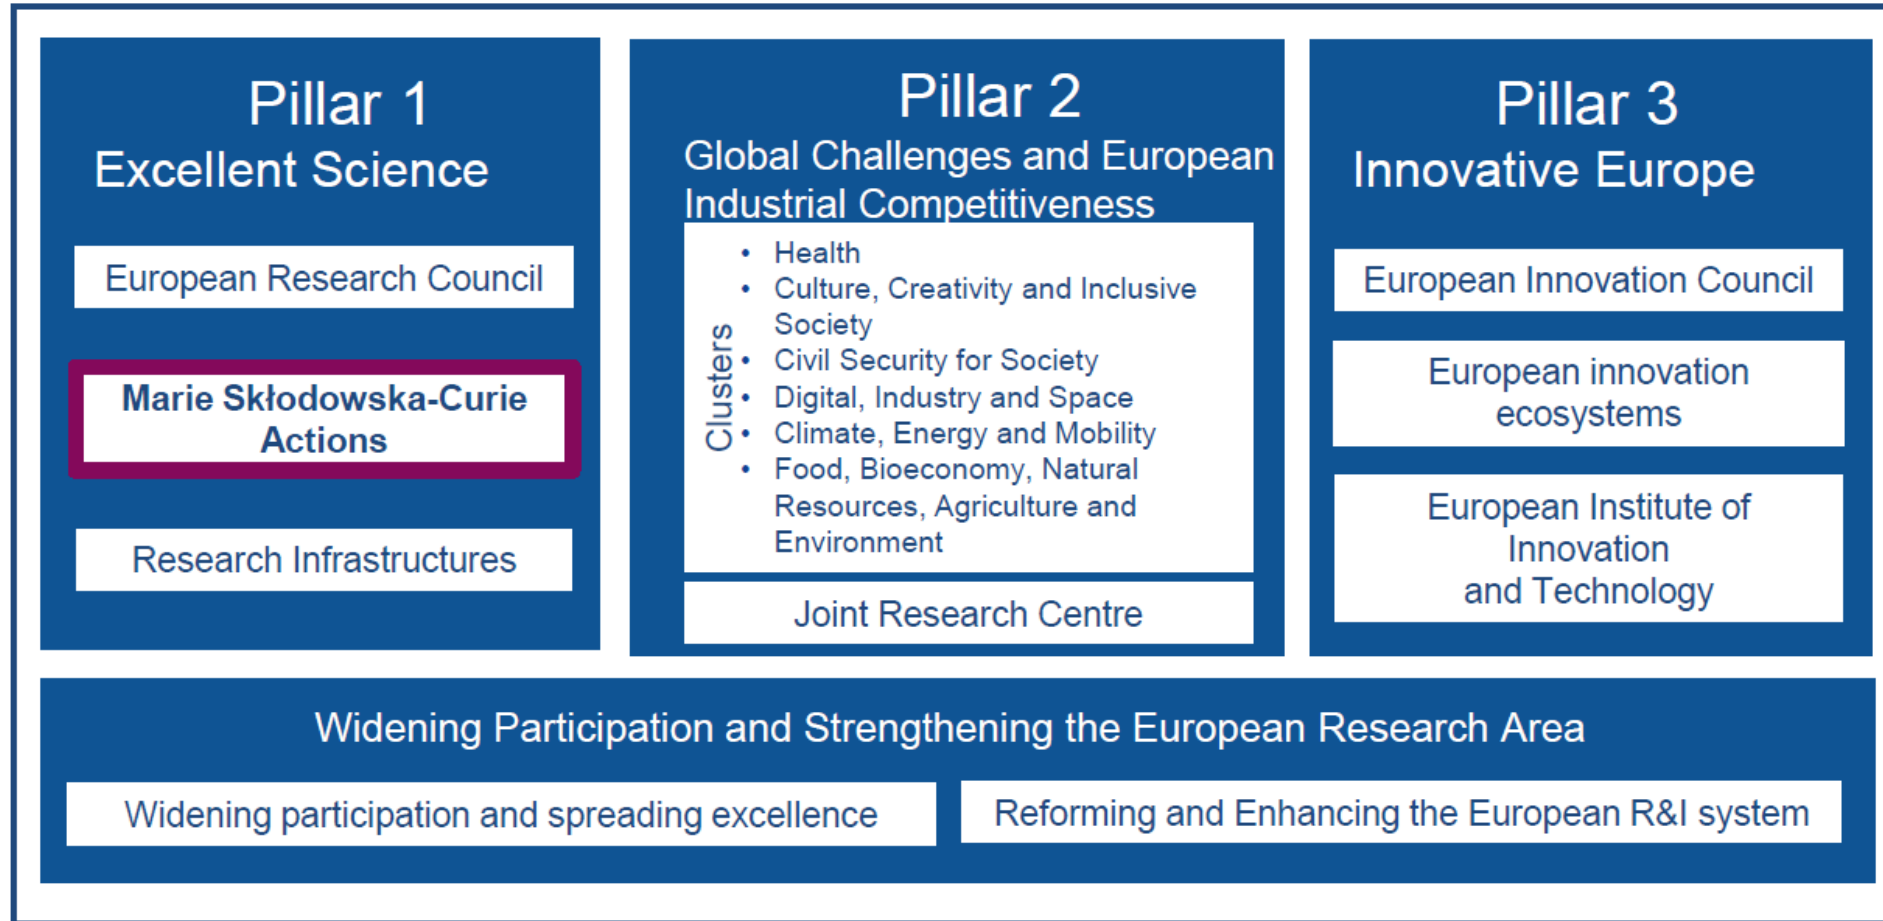 Pillar 1
Excellent Science
European Research Council
Marie Skłodowska-Curie
Actions
Research Infrastructures
Pillar 2
Global Challenges and European
Industrial Competitiveness
Clusters
• Health
• Culture, Creativity and Inclusive
Society
• Civil Security for Society
• Digital, Industry and Space
• Climate, Energy and Mobility
• Food, Bioeconomy, Natural
Resources, Agriculture and
Environment
Joint Research Centre
Pillar 3
Innovative Europe
European Innovation Council
European innovation
ecosystems
European Institute of
Innovation
and Technology
Widening Participation and Strengthening the European Research Area
Widening participation and spreading excellence
Reforming and Enhancing the European R&I system